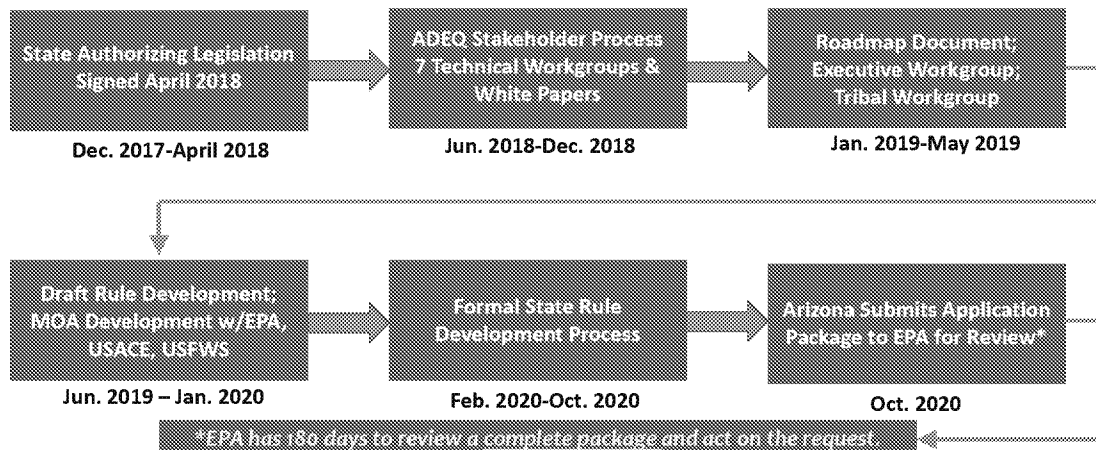 State Authorizing Legislation
Signed April 2018
Dec. 2017-April 2018
ADEQ Stakeholder Process
7 Technical Workgroups &
White Papers
Jun. 2018-Dec. 2018
Roadmap Document;
Executive Workgroup;
Tribal Workgroup
Jan. 2019-May 2019
Draft Rule Development;
MOA Development w/EPA,
USACE, USFWS
Jun. 2019 – Jan. 2020
Formal State Rule
Development Process
Feb. 2020-Oct. 2020
Arizona Submits Application
Package to EPA for Review*
Oct. 2020
*EPA has 180 days to review a complete package and act on the request.